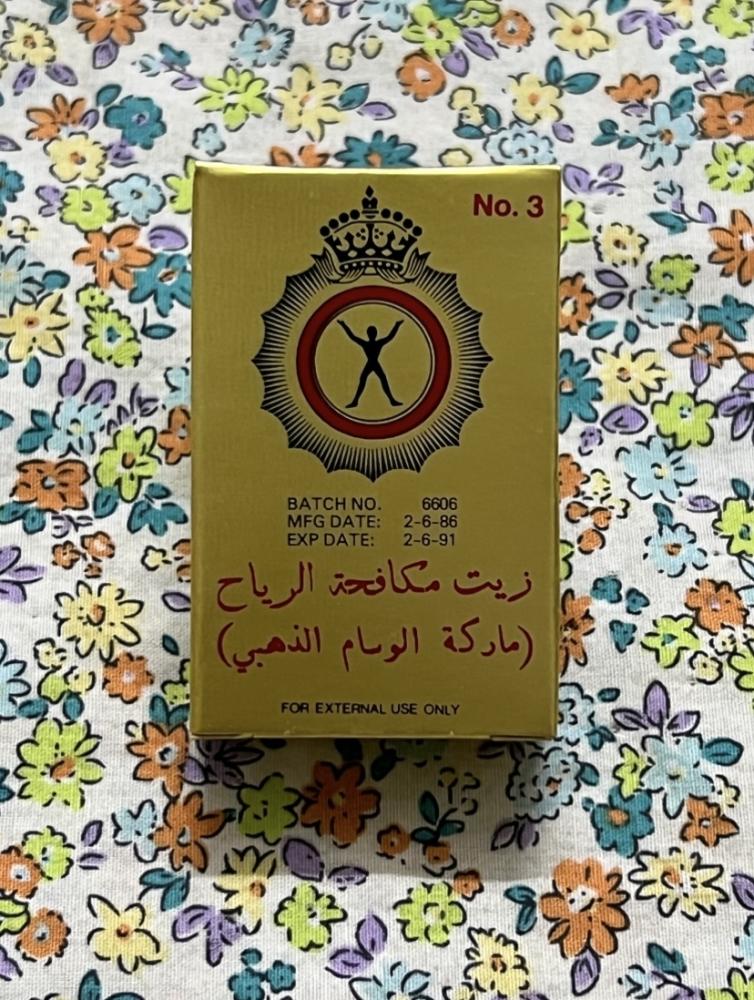 No. 3
BATCH NO. 6606
MFG DATE: 2-6-86
EXP DATE: 2-6-91
زيت مكافحة الرياح
(ماركة الوسام الذهبي)
FOR EXTERNAL USE ONLY